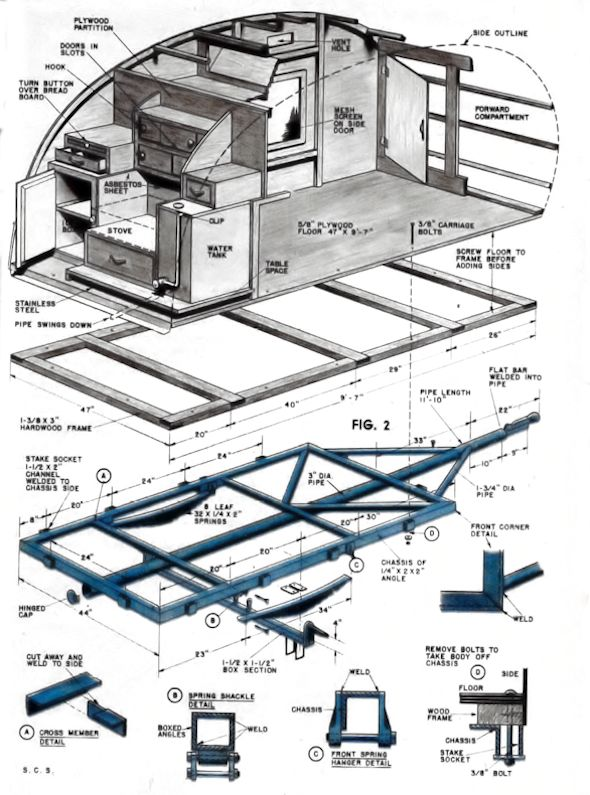 PLYWOOD
PARTITION
DOORS IN
SLOTS
HOOK
TURN BUTTON
OVER BREAD
BOARD
VENT
HOLE
SIDE OUTLINE
MESH
SCREEN
ON SIDE
DOOR
FORWARD
COMPARTMENT
ASBESTOS
SHEET
STOVE
CLIP
WATER
TANK
5/8" PLYWOOD
FLOOR 47" X 9'-7"
3/8" CARRIAGE
BOLTS
SCREW FLOOR TO
FRAME BEFORE
ADDING SIDES
TABLE
SPACE
STAINLESS
STEEL
PIPE SWINGS DOWN
47"
1-3/8 X 3"
HARDWOOD FRAME
20"
40"
9'-7"
29"
26"
FIG. 2
FLAT BAR
WELDED INTO
PIPE
PIPE LENGTH
11'-10"
22"
33"
10"
9"
1-3/4" DIA.
PIPE
STAKE SOCKET
1-1/2 X 2"
CHANNEL
WELDED TO
CHASSIS SIDE
A
24"
24"
20"
8"
3" DIA.
PIPE
8 LEAF
32 X 1/4 X 2"
SPRINGS
20"
30"
D
C
20"
20"
24"
CHASSIS OF
1/4" X 2 X 2"
ANGLE
FRONT CORNER
DETAIL
WELD
HINGED
CAP
44"
B
34"
4"
23"
1-1/2 X 1-1/2"
BOX SECTION
CUT AWAY AND
WELD TO SIDE
A CROSS MEMBER
DETAIL
B SPRING SHACKLE
DETAIL
BOXED
ANGLES
WELD
WELD
CHASSIS
C FRONT SPRING
HANGER DETAIL
REMOVE BOLTS TO
TAKE BODY OFF
CHASSIS
D
SIDE
FLOOR
WOOD
FRAME
CHASSIS
STAKE
SOCKET
3/8" BOLT
S. C. S.